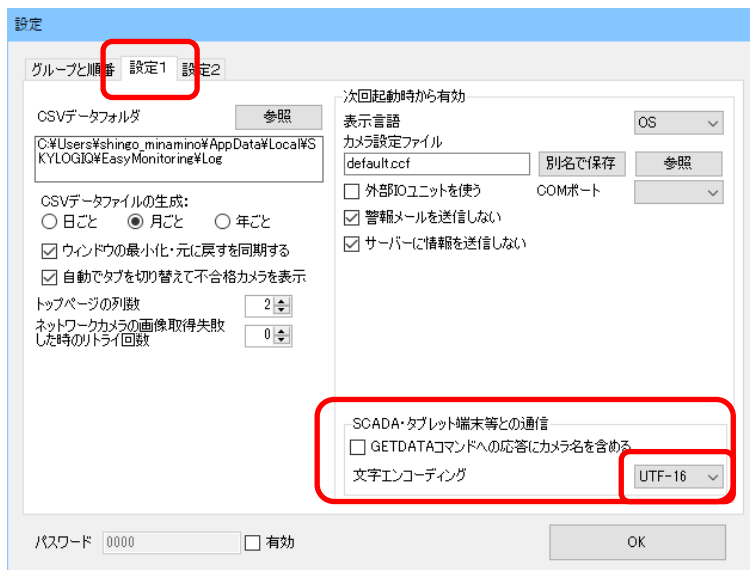 設定
グループと順番 設定1 設定2
CSVデータフォルダ 参照
C:¥Users¥shingo_minamino¥AppData¥Local¥S
KYLOGIQ¥EasyMonitoring¥Log
CSVデータファイルの生成:
日ごと 月ごと 年ごと
ウィンドウの最小化・元に戻すを同期する
自動でタブを切り替えて不合格カメラを表示
トップページの列数 2
ネットワークカメラの画像取得失敗
した時のリトライ回数 0
次回起動時から有効
表示言語 OS
カメラ設定ファイル
default.ccf 別名で保存 参照
外部IOユニットを使う COMポート
警報メールを送信しない
サーバーに情報を送信しない
SCADA・タブレット端末等との通信
GETDATAコマンドへの応答にカメラ名を含める
文字エンコーディング UTF-16
パスワード 0000 有効 OK